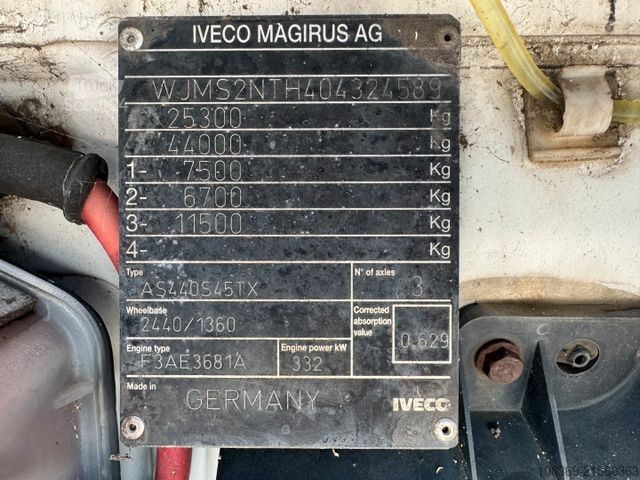 IVECO MAGIRUS AG
WJMS2NTH404324589
25300 Kg
44000 Kg
1- 7500 Kg
2- 6700 Kg
3- 11500 Kg
4- Kg
Type AS440S45TX
N° of axles 3
Wheelbase 2440/1360
Corrected absorption value 0.629
Engine type F3AE3681A
Engine power kW 332
Made in GERMANY
IVECO